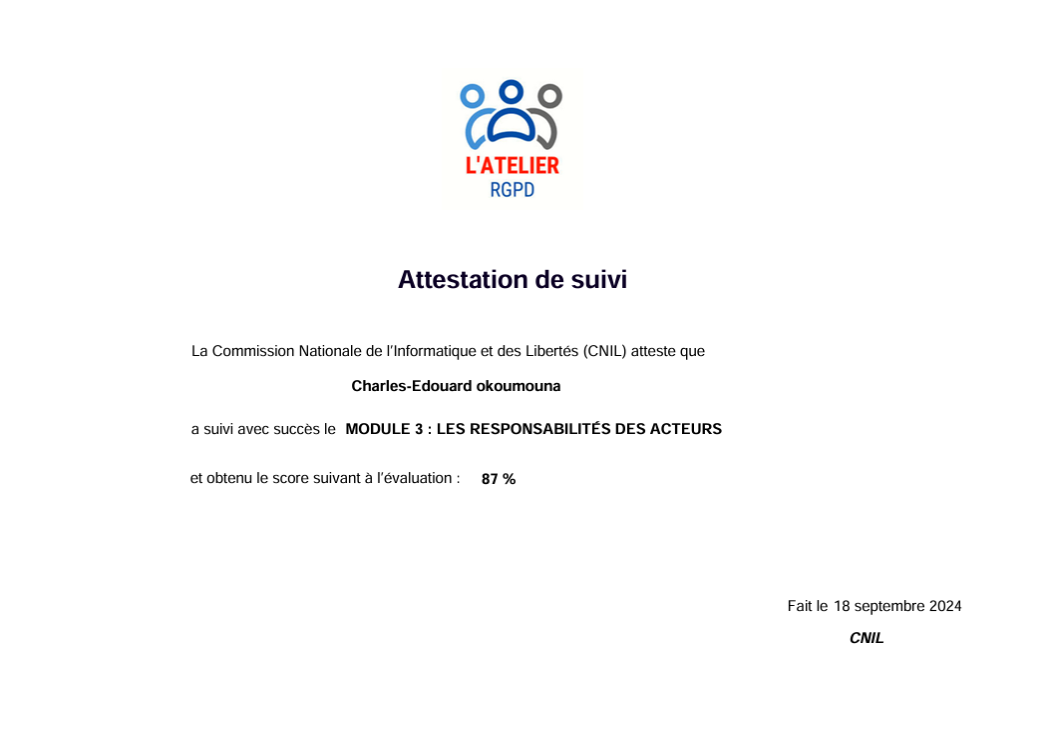 L'ATELIER
RGPD
Attestation de suivi
La Commission Nationale de l'Informatique et des Libertés (CNIL) atteste que
Charles-Edouard okoumouna
a suivi avec succès le MODULE 3 : LES RESPONSABILITÉS DES ACTEURS
et obtenu le score suivant à l'évaluation : 87 %
Fait le 18 septembre 2024
CNIL